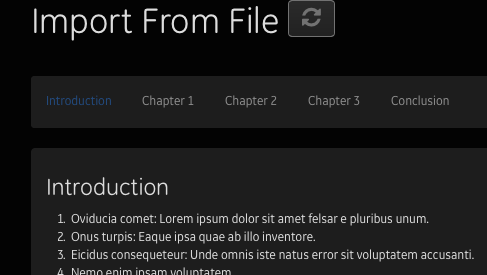 Import From File
Introduction Chapter 1 Chapter 2 Chapter 3 Conclusion
Introduction
1. Oviducia comet: Lorem ipsum dolor sit amet felsar e pluribus unum.
2. Onus turpis: Eaque ipsa quae ab illo inventore.
3. Eicidus consequeteur: Unde omnis iste natus error sit voluptatem accusanti.
4. Nemo enim ipsam voluptatem